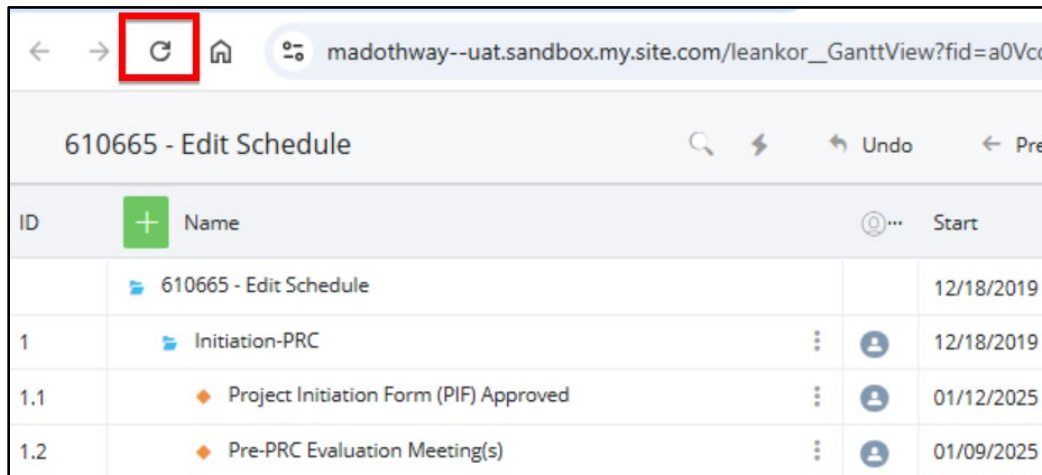 madothway--uat.sandbox.my.site.com/leankor__GanttView?fid=a0Vc
610665 - Edit Schedule Undo Pre
ID Name Start
610665 - Edit Schedule 12/18/2019
1 Initiation-PRC 12/18/2019
1.1 Project Initiation Form (PIF) Approved 01/12/2025
1.2 Pre-PRC Evaluation Meeting(s) 01/09/2025